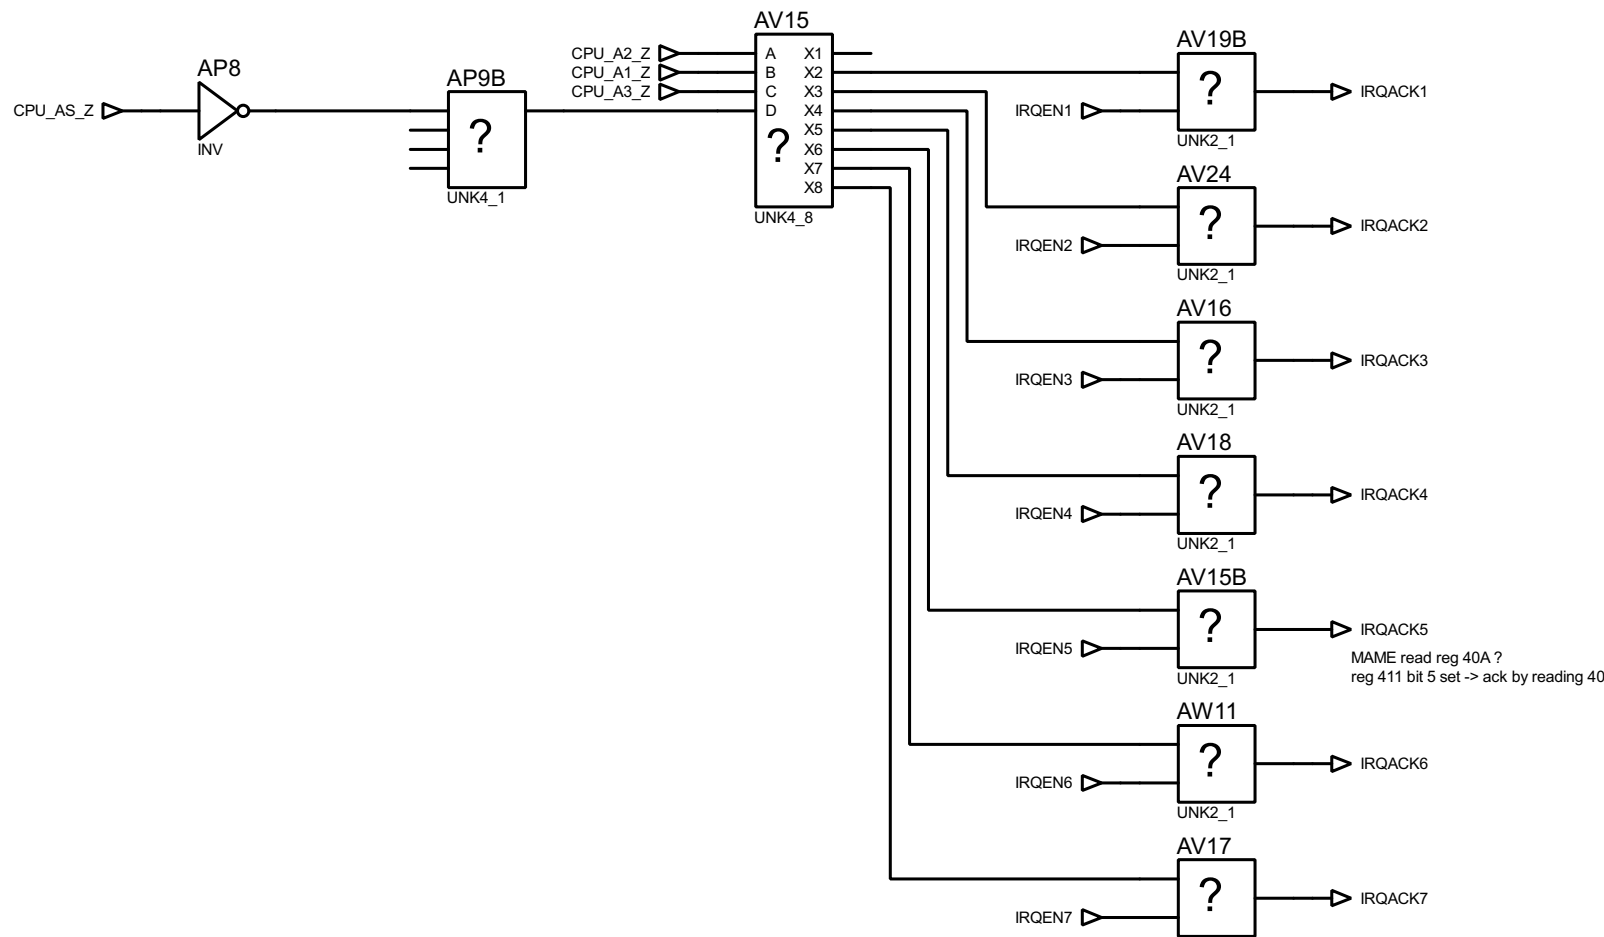 AV15
AV19B
CPU_A2_Z
A X1
AP8
AP9B
CPU_A1_Z
B X2
?
CPU_A3_Z
C X3
IRQACK1
CPU_AS_Z
D X4
IRQEN1
?
?
X5
INV
X6
UNK2_1
X7
AV24
X8
UNK4_1
UNK4_8
?
IRQACK2
IRQEN2
UNK2_1
AV16
?
IRQACK3
IRQEN3
UNK2_1
AV18
?
IRQACK4
IRQEN4
UNK2_1
AV15B
?
IRQACK5
IRQEN5
MAME read reg 40A ?
UNK2_1
reg 411 bit 5 set -> ack by reading 40
AW11
?
IRQACK6
IRQEN6
UNK2_1
AV17
?
IRQACK7
IRQEN7